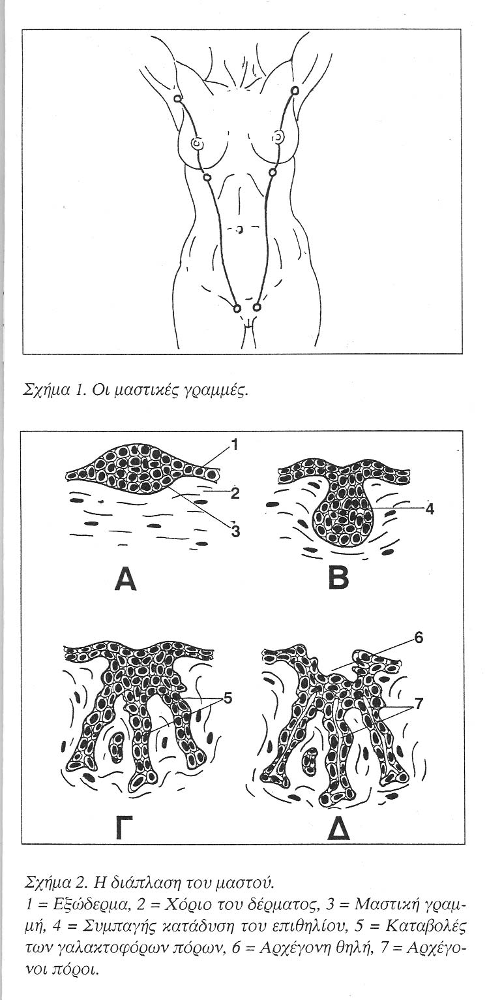 Σχήμα 1. Οι μαστικές γραμμές.
1
2
3
4
Α
Β
6
5
7
Γ
Δ
Σχήμα 2. Η διάπλαση του μαστού.
1 = Εξώδερμα, 2 = Χόριο του δέρματος, 3 = Μαστική γραμ-
μή, 4 = Συμπαγής κατάδυση του επιθηλίου, 5 = Καταβολές
των γαλακτοφόρων πόρων, 6 = Αρχέγονη θηλή, 7 = Αρχέγο-
νοι πόροι.